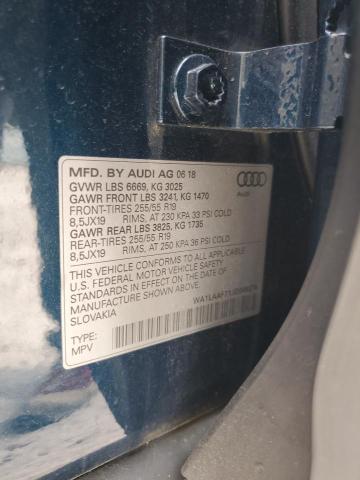 MFD. BY AUDI AG 06 18
GVWR LBS 6669, KG 3025
GAWR FRONT LBS 3241, KG 1470
FRONT-TIRES 255/55 R19
8,5JX19 RIMS, AT 230 KPA 33 PSI COLD
GAWR REAR LBS 3825, KG 1735
REAR-TIRES 255/55 R19
8,5JX19 RIMS, AT 250 KPA 36 PSI COLD
THIS VEHICLE CONFORMS TO ALL APPLICABLE
U.S. FEDERAL MOTOR VEHICLE SAFETY
STANDARDS IN EFFECT ON THE DATE OF
MANUFACTURE SHOWN ABOVE.
SLOVAKIA
TYPE:
MPV
Audi